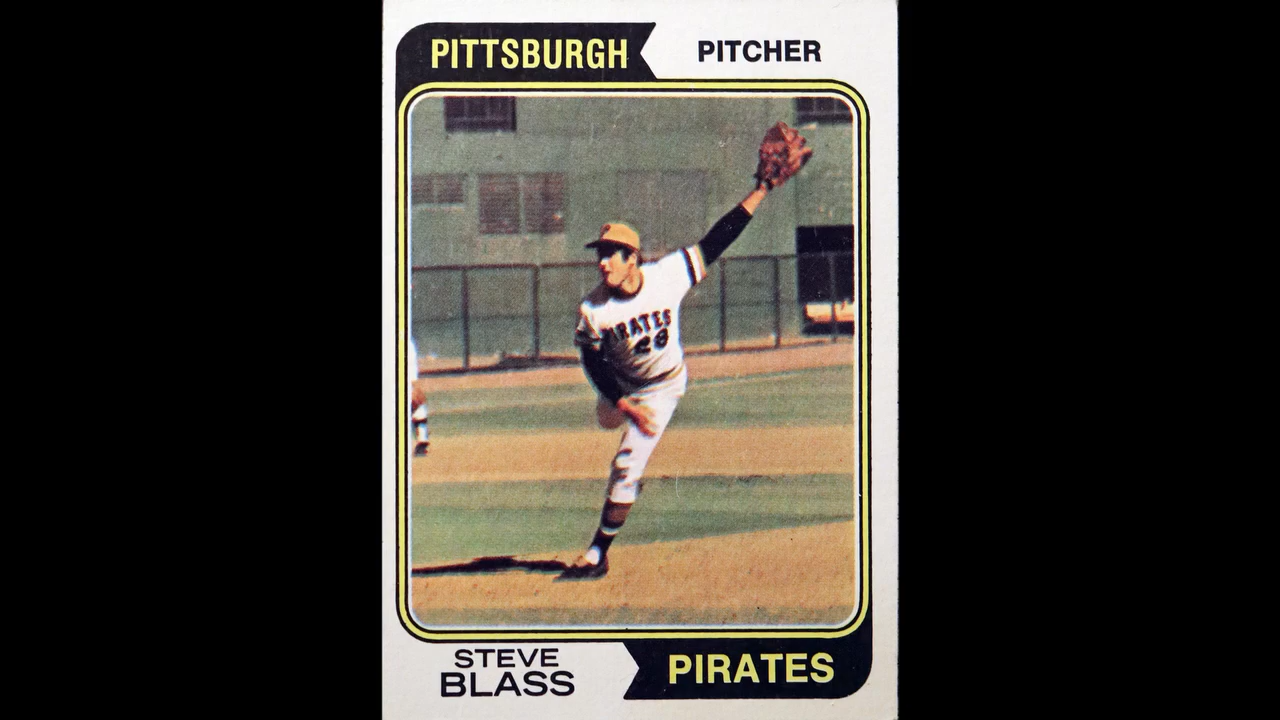 PITTSBURGH
PITCHER
PIRATES
28
STEVE
BLASS
PIRATES